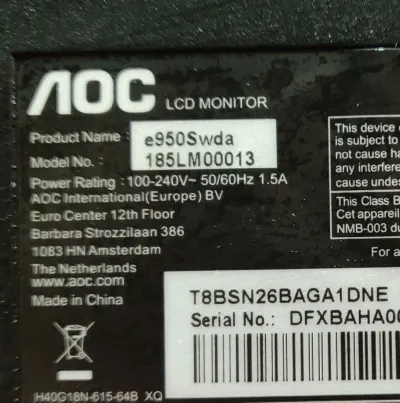 AOC LCD MONITOR
Product Name : e950Swda
Model No. : 185LM00013
Power Rating : 100-240V~ 50/60Hz 1.5A
AOC International(Europe) BV
Euro Center 12th Floor
Barbara Strozzilaan 386
1083 HN Amsterdam
The Netherlands
www.aoc.com
Made in China
H40G18N-615-64B XQ
This device
is subject to
not cause ha
any interfere
cause undes
This Class B
Cet appareil
NMB-003 du
For a
T8BSN26BAGA1DNE
Serial No.: DFXBAHA00